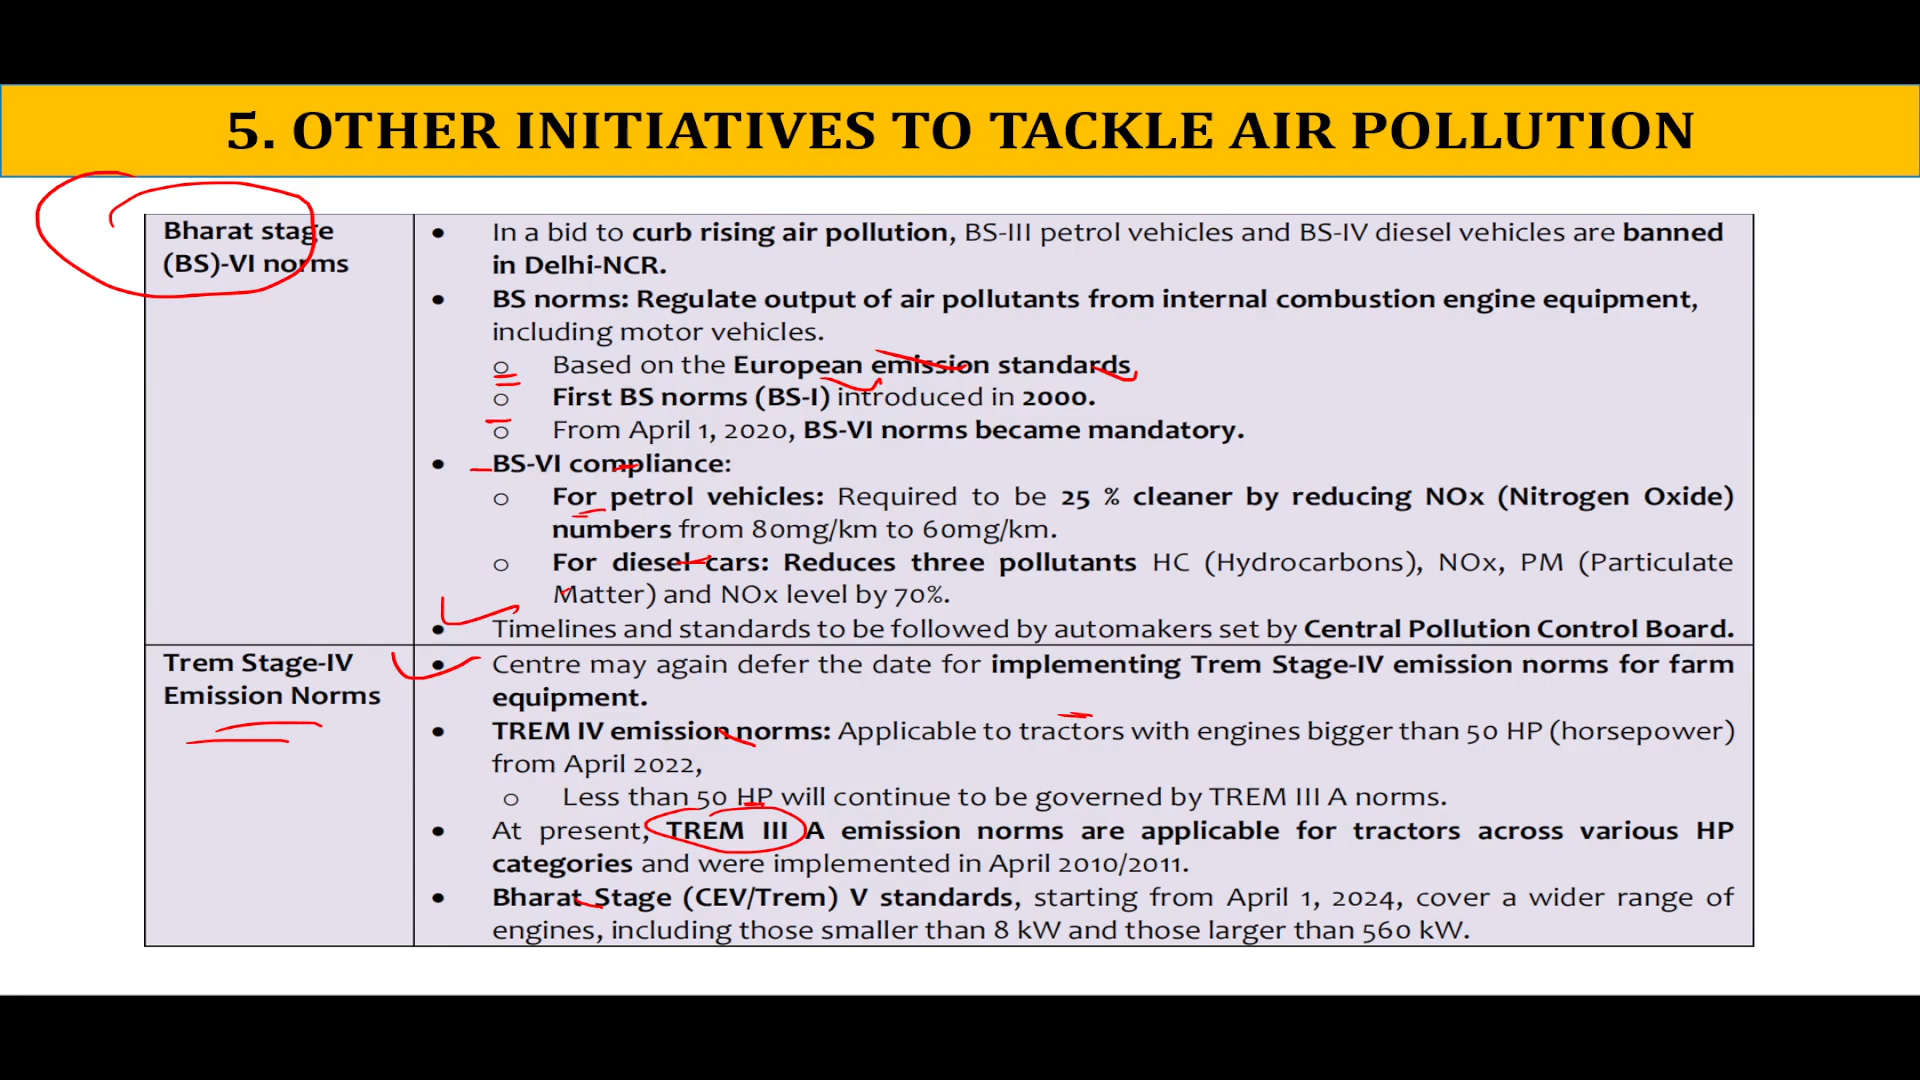 5. OTHER INITIATIVES TO TACKLE AIR POLLUTION
Bharat stage
(BS)-VI norms
• In a bid to curb rising air pollution, BS-III petrol vehicles and BS-IV diesel vehicles are banned
in Delhi-NCR.
• BS norms: Regulate output of air pollutants from internal combustion engine equipment,
including motor vehicles.
o Based on the European emission standards
o First BS norms (BS-I) introduced in 2000.
o From April 1, 2020, BS-VI norms became mandatory.
• BS-VI compliance:
o For petrol vehicles: Required to be 25 % cleaner by reducing NOx (Nitrogen Oxide)
numbers from 80mg/km to 60mg/km.
o For diesel cars: Reduces three pollutants HC (Hydrocarbons), NOx, PM (Particulate
Matter) and NOx level by 70%.
• Timelines and standards to be followed by automakers set by Central Pollution Control Board.
Trem Stage-IV
Emission Norms
• Centre may again defer the date for implementing Trem Stage-IV emission norms for farm
equipment.
• TREM IV emission norms: Applicable to tractors with engines bigger than 50 HP (horsepower)
from April 2022,
o Less than 50 HP will continue to be governed by TREM III A norms.
• At present, TREM III A emission norms are applicable for tractors across various HP
categories and were implemented in April 2010/2011.
• Bharat Stage (CEV/Trem) V standards, starting from April 1, 2024, cover a wider range of
engines, including those smaller than 8 kW and those larger than 560 kW.